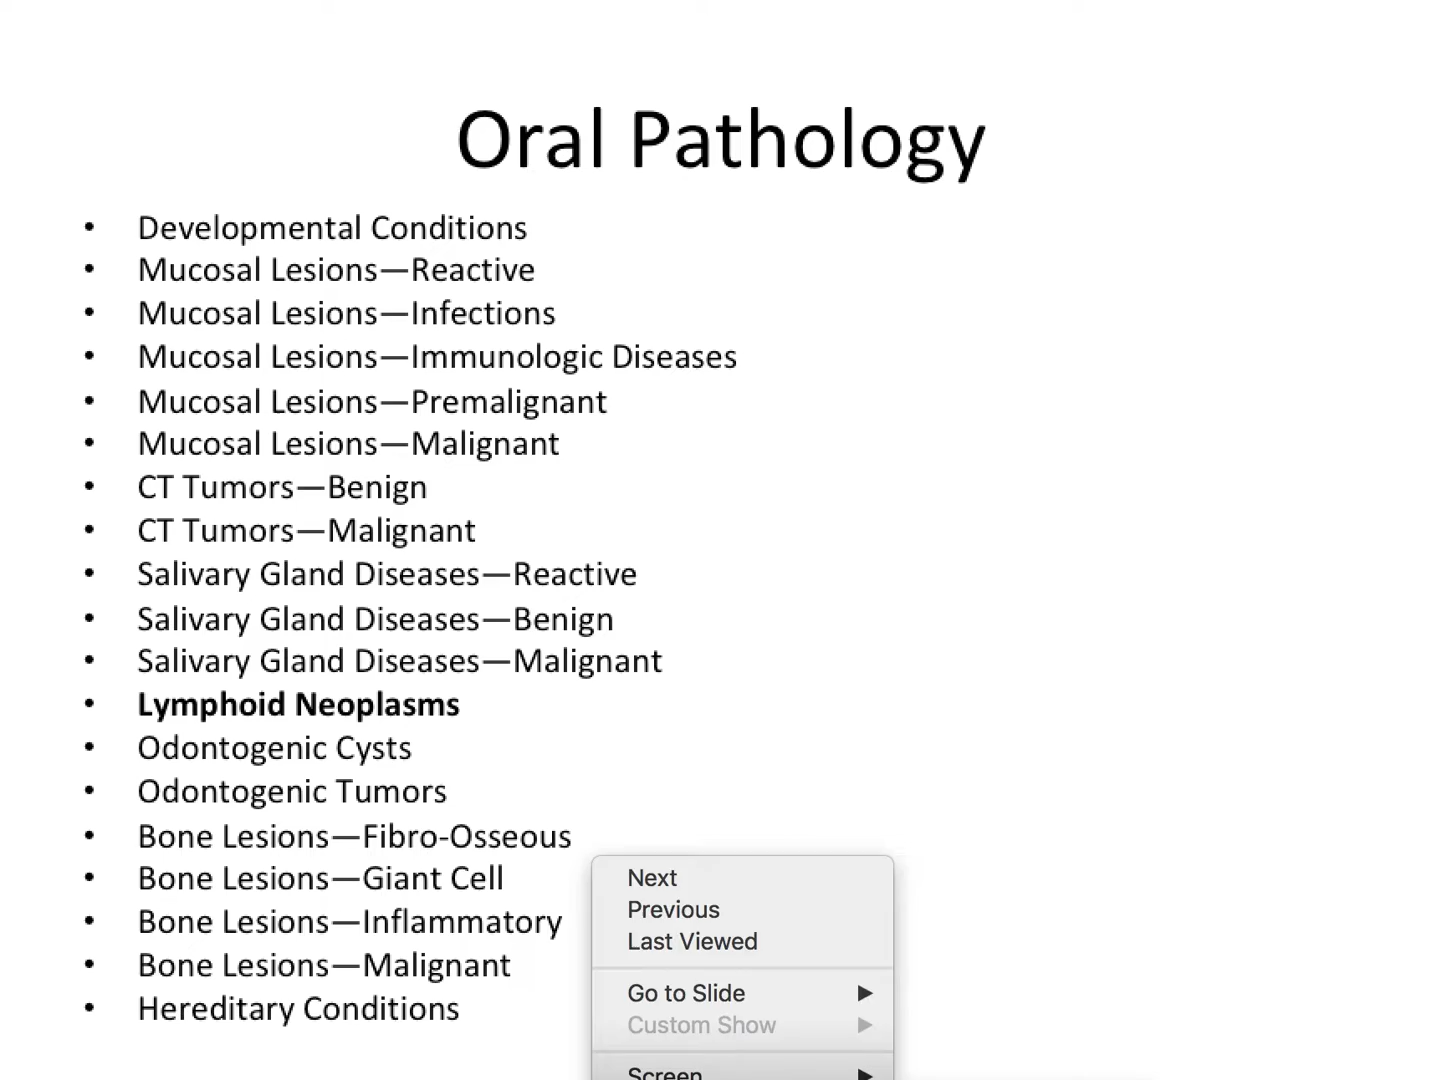 Oral Pathology
• Developmental Conditions
• Mucosal Lesions—Reactive
• Mucosal Lesions—Infections
• Mucosal Lesions—Immunologic Diseases
• Mucosal Lesions—Premalignant
• Mucosal Lesions—Malignant
• CT Tumors—Benign
• CT Tumors—Malignant
• Salivary Gland Diseases—Reactive
• Salivary Gland Diseases—Benign
• Salivary Gland Diseases—Malignant
• Lymphoid Neoplasms
• Odontogenic Cysts
• Odontogenic Tumors
• Bone Lesions—Fibro-Osseous
• Bone Lesions—Giant Cell
• Bone Lesions—Inflammatory
• Bone Lesions—Malignant
• Hereditary Conditions
Next
Previous
Last Viewed
Go to Slide
Custom Show
Screen